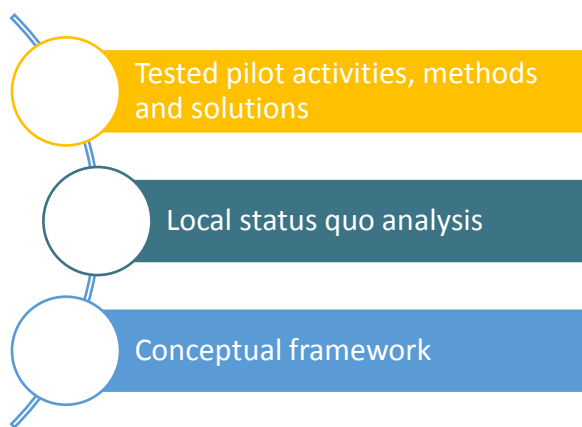 Tested pilot activities, methods
and solutions
Local status quo analysis
Conceptual framework